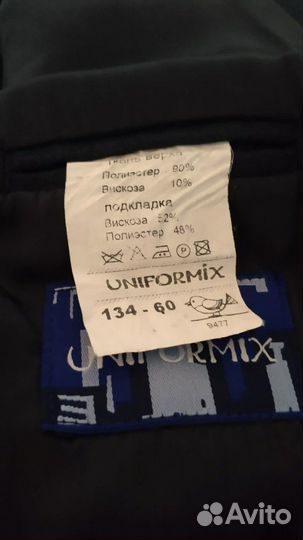 Ткань верха
Полиэстер 90%
Вискоза 10%
подкладка
Вискоза 52%
Полиэстер 48%
P
UNIFORMIX
134 - 60
9477
UNIFORMIX
Avito